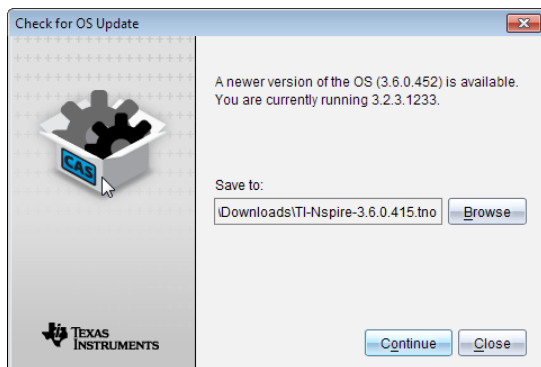 Check for OS Update
A newer version of the OS (3.6.0.452) is available.
You are currently running 3.2.3.1233.
CAS
Save to:
\Downloads\TI-Nspire-3.6.0.415.tno
Browse
TEXAS
INSTRUMENTS
Continue
Close